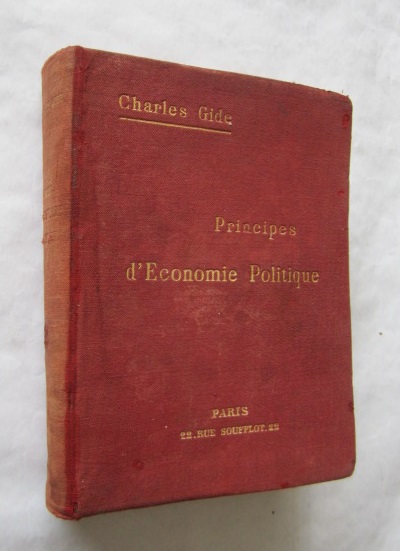 Charles Gide
Principes
d'Economie Politique
PARIS
22.RUE SOUFFLOT.22